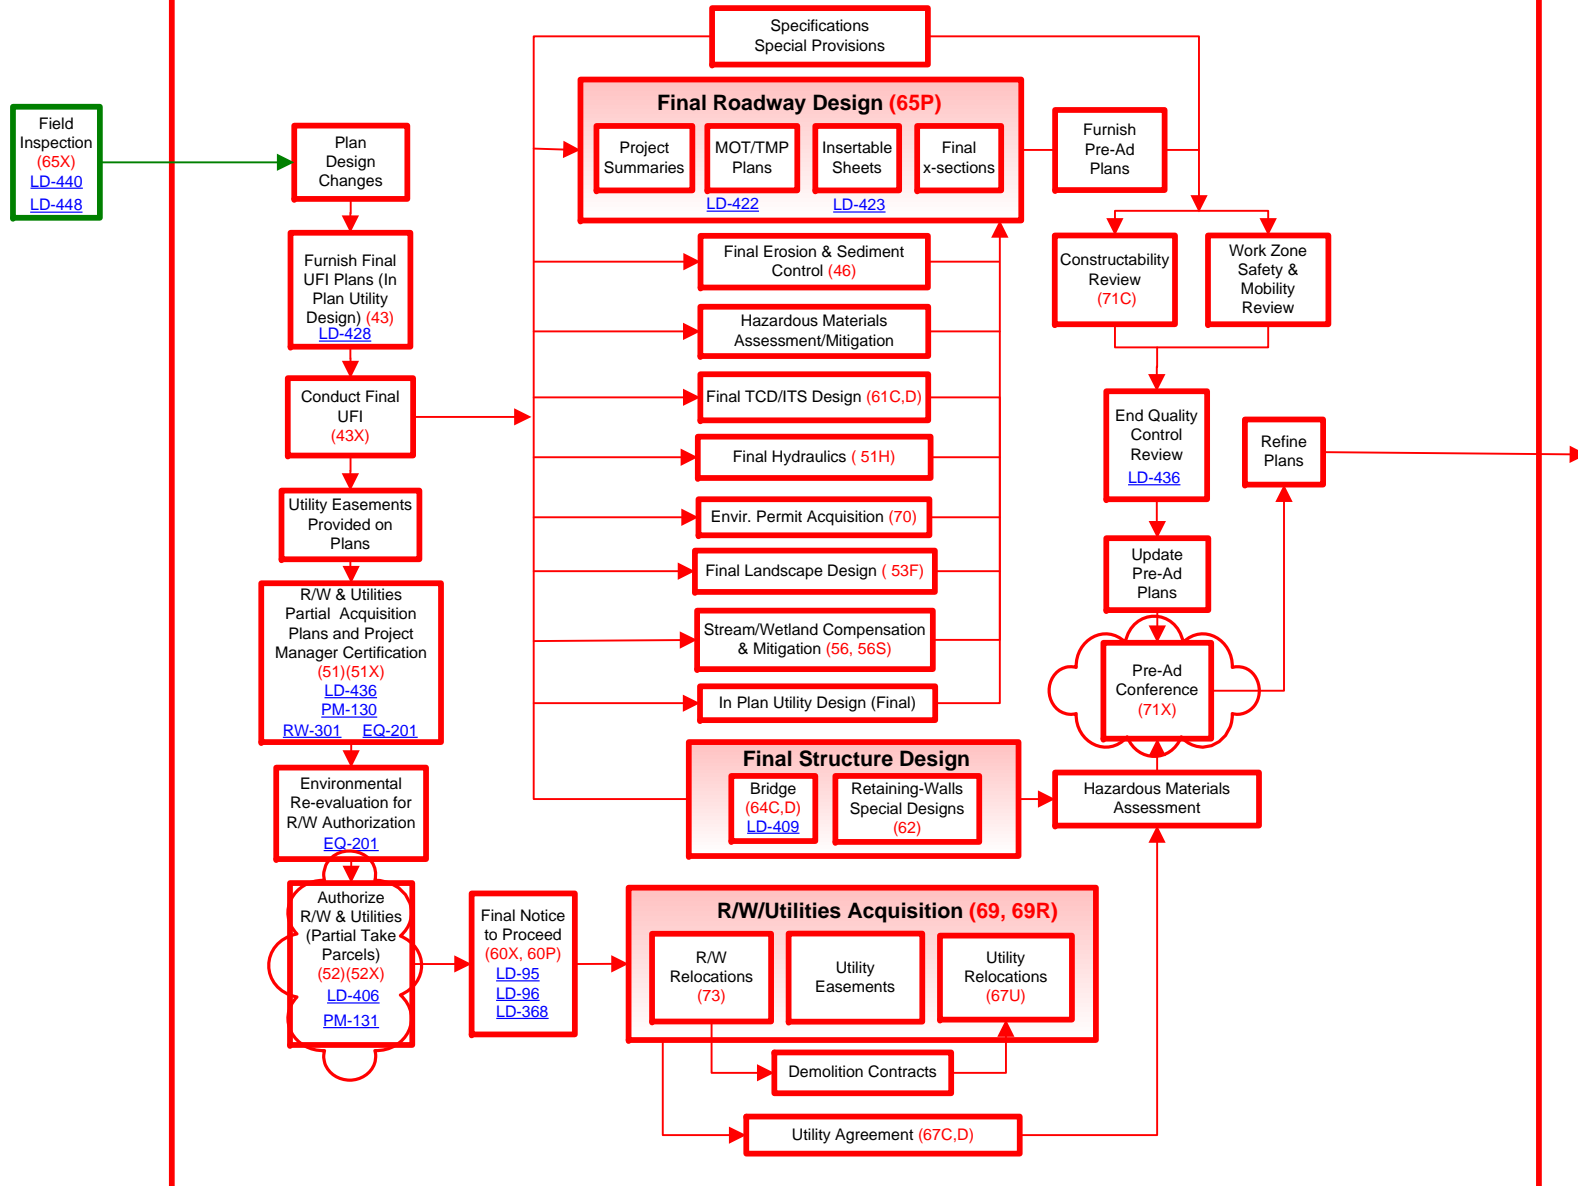 Specifications
Special Provisions
Field
Inspection
(65X)
LD-440
LD-448
Plan
Design
Changes
Final Roadway Design (65P)
Project
Summaries
MOT/TMP
Plans
LD-422
Insertable
Sheets
LD-423
Final
x-sections
Furnish
Pre-Ad
Plans
Furnish Final
UFI Plans (In
Plan Utility
Design) (43)
LD-428
Final Erosion & Sediment
Control (46)
Constructability
Review
(71C)
Work Zone
Safety &
Mobility
Review
Hazardous Materials
Assessment/Mitigation
Conduct Final
UFI
(43X)
Final TCD/ITS Design (61C,D)
End Quality
Control
Review
LD-436
Refine
Plans
Final Hydraulics ( 51H)
Utility Easements
Provided on
Plans
Envir. Permit Acquisition (70)
Final Landscape Design ( 53F)
Update
Pre-Ad
Plans
R/W & Utilities
Partial  Acquisition
Plans and Project
Manager Certification
(51)(51X)
LD-436
PM-130
RW-301 EQ-201
Stream/Wetland Compensation
& Mitigation (56, 56S)
In Plan Utility Design (Final)
Pre-Ad
Conference
(71X)
Final Structure Design
Bridge
(64C,D)
LD-409
Retaining-Walls
Special Designs
(62)
Hazardous Materials
Assessment
Environmental
Re-evaluation for
R/W Authorization
EQ-201
Authorize
R/W & Utilities
(Partial Take
Parcels)
(52)(52X)
LD-406
PM-131
Final Notice
to Proceed
(60X, 60P)
LD-95
LD-96
LD-368
R/W/Utilities Acquisition (69, 69R)
R/W
Relocations
(73)
Utility
Easements
Utility
Relocations
(67U)
Demolition Contracts
Utility Agreement (67C,D)